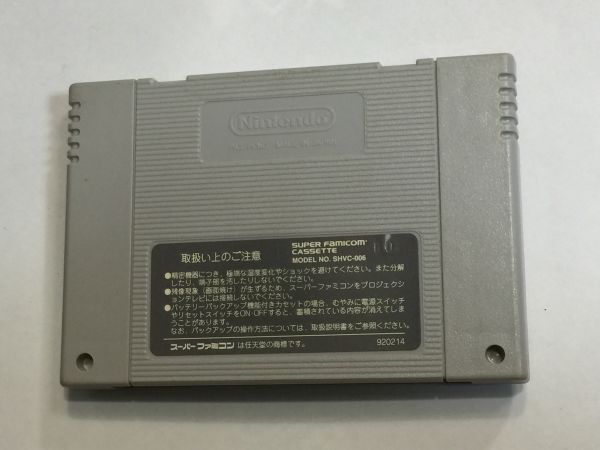 Nintendo
取扱い上のご注意
SUPER FAMICOM
CASSETTE
MODEL NO. SHVC-006
●精密機器につき、極端な温度変化やショックを避けてください。また分解
したり、端子部を汚したりしないでください。
●残像現象（画面焼け）が生ずるため、スーパーファミコンをプロジェクシ
ョンテレビには接続しないでください。
●バッテリーバックアップ機能付きカセットの場合、むやみに電源スイッチ
やリセットスイッチをON·OFFすると、蓄積されている内容が消えてしま
うことがあります。
なお、バックアップの操作方法については、取扱説明書をご参照ください。
スーパーファミコンは任天堂の商標です。
920214